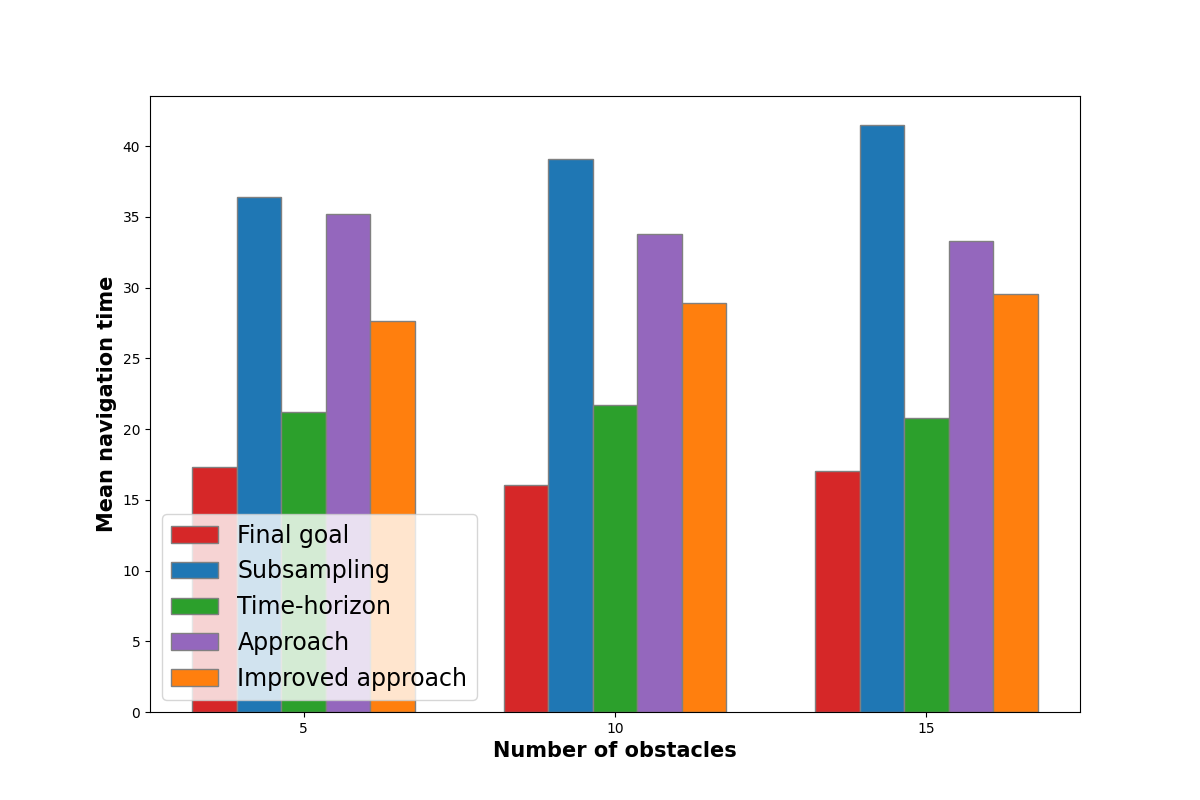 Mean navigation time
40
35
30
25
20
15
10
5
0
Final goal
Subsampling
Time-horizon
Approach
Improved approach
5
10
15
Number of obstacles